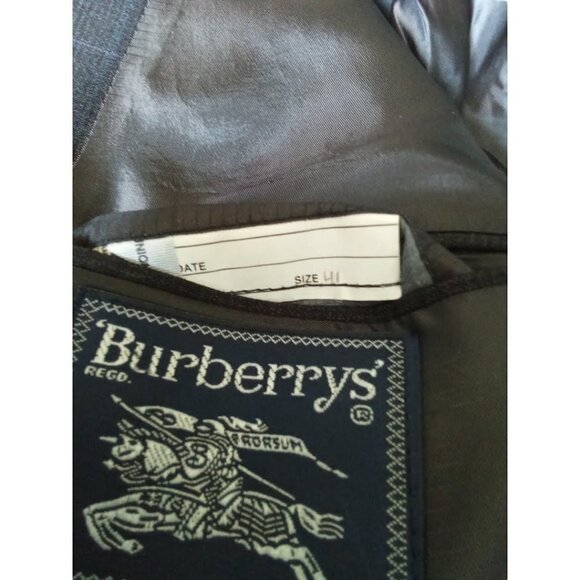 DATE
SIZE 41
'Burberrys'
REGD.
®
PRORSUM